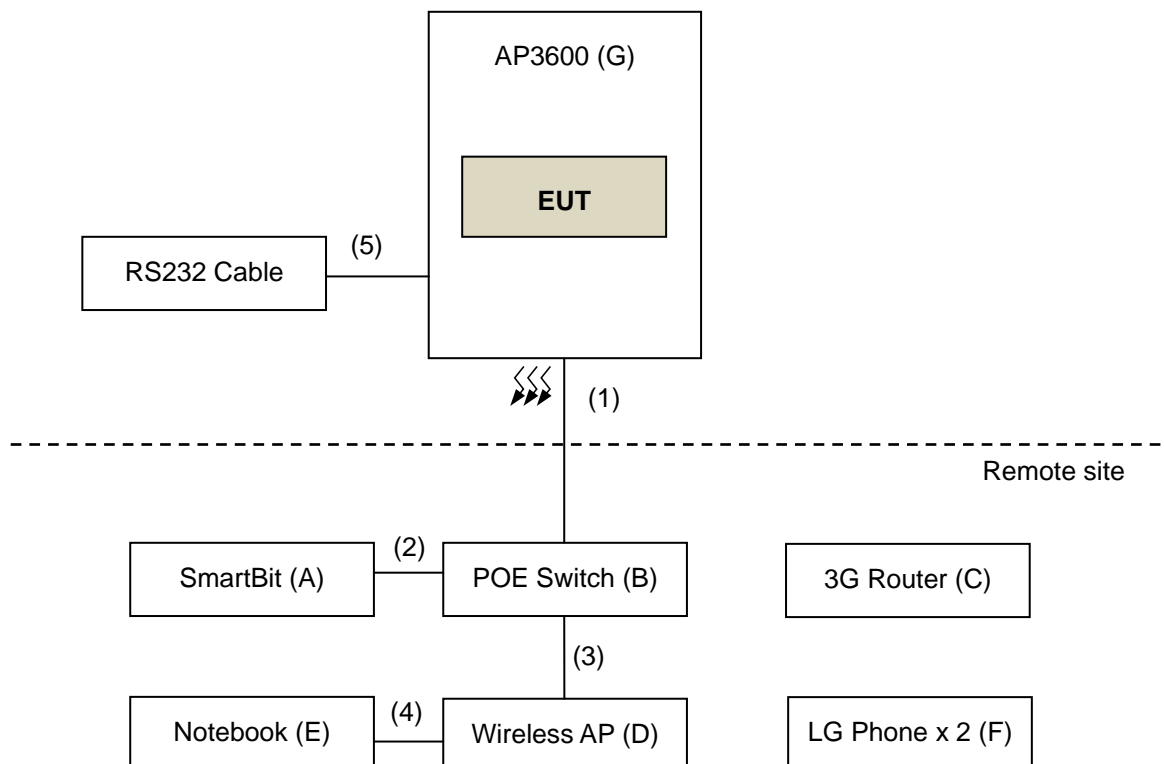 AP3600 (G)
EUT
(5)
RS232 Cable
(1)
Remote site
(2)
SmartBit (A)
POE Switch (B)
3G Router (C)
(3)
(4)
Notebook (E)
Wireless AP (D)
LG Phone x 2 (F)